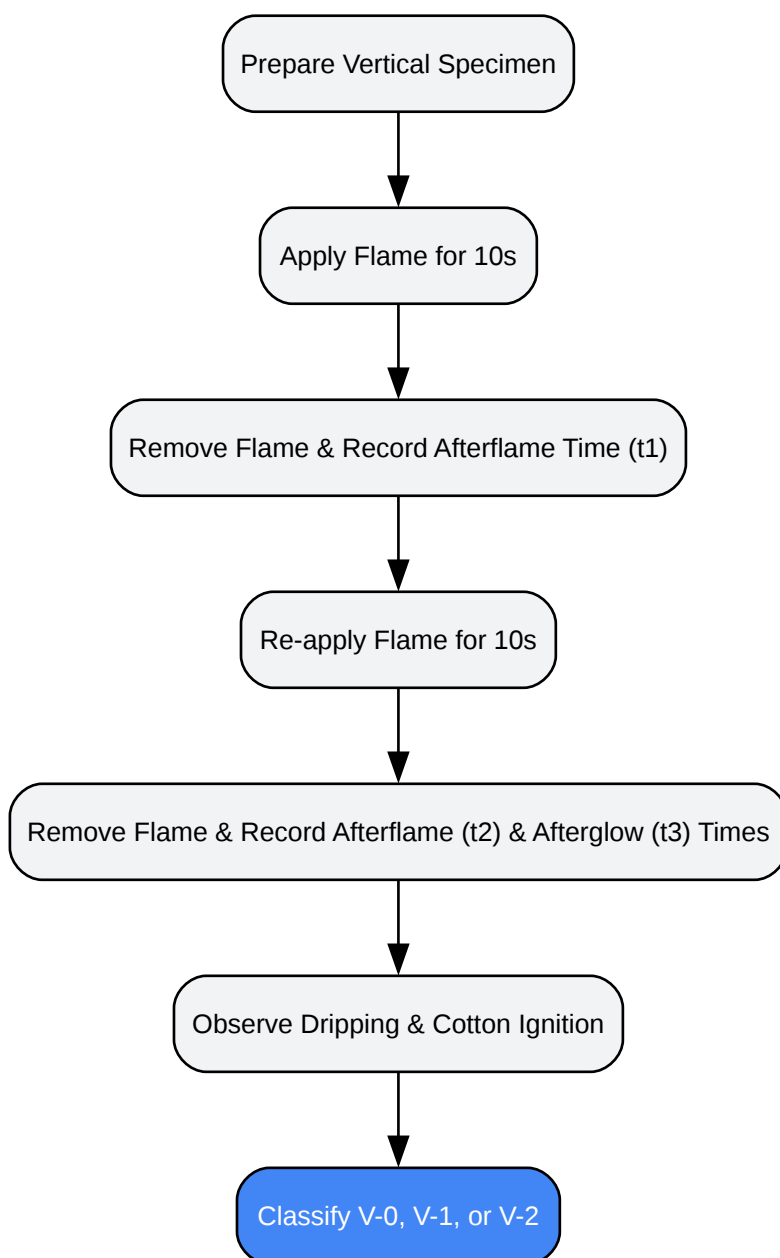 Prepare Vertical Specimen
Apply Flame for 10s
Remove Flame & Record Afterflame Time (t1)
Re-apply Flame for 10s
Remove Flame & Record Afterflame (t2) & Afterglow (t3) Times
Observe Dripping & Cotton Ignition
Classify V-0, V-1, or V-2